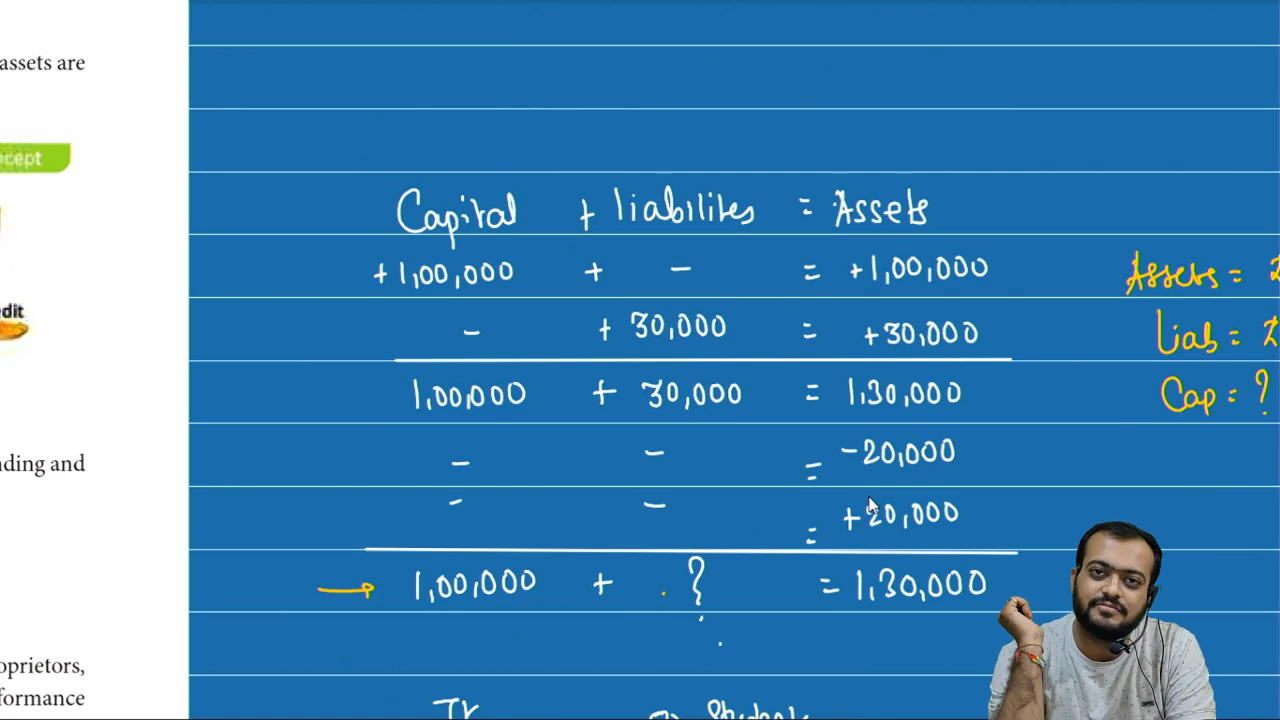 assets are
ncept
dit
nding and
oprietors,
formance
Capital + liabilites = Assets
+1,00,000 + - = +1,00,000
- + 30,000 = +30,000
1,00,000 + 30,000 = 1,30,000
- - = -20,000
- - = +20,000
→ 1,00,000 + ? = 1,30,000
Assets =
Liab =
Cap = ?